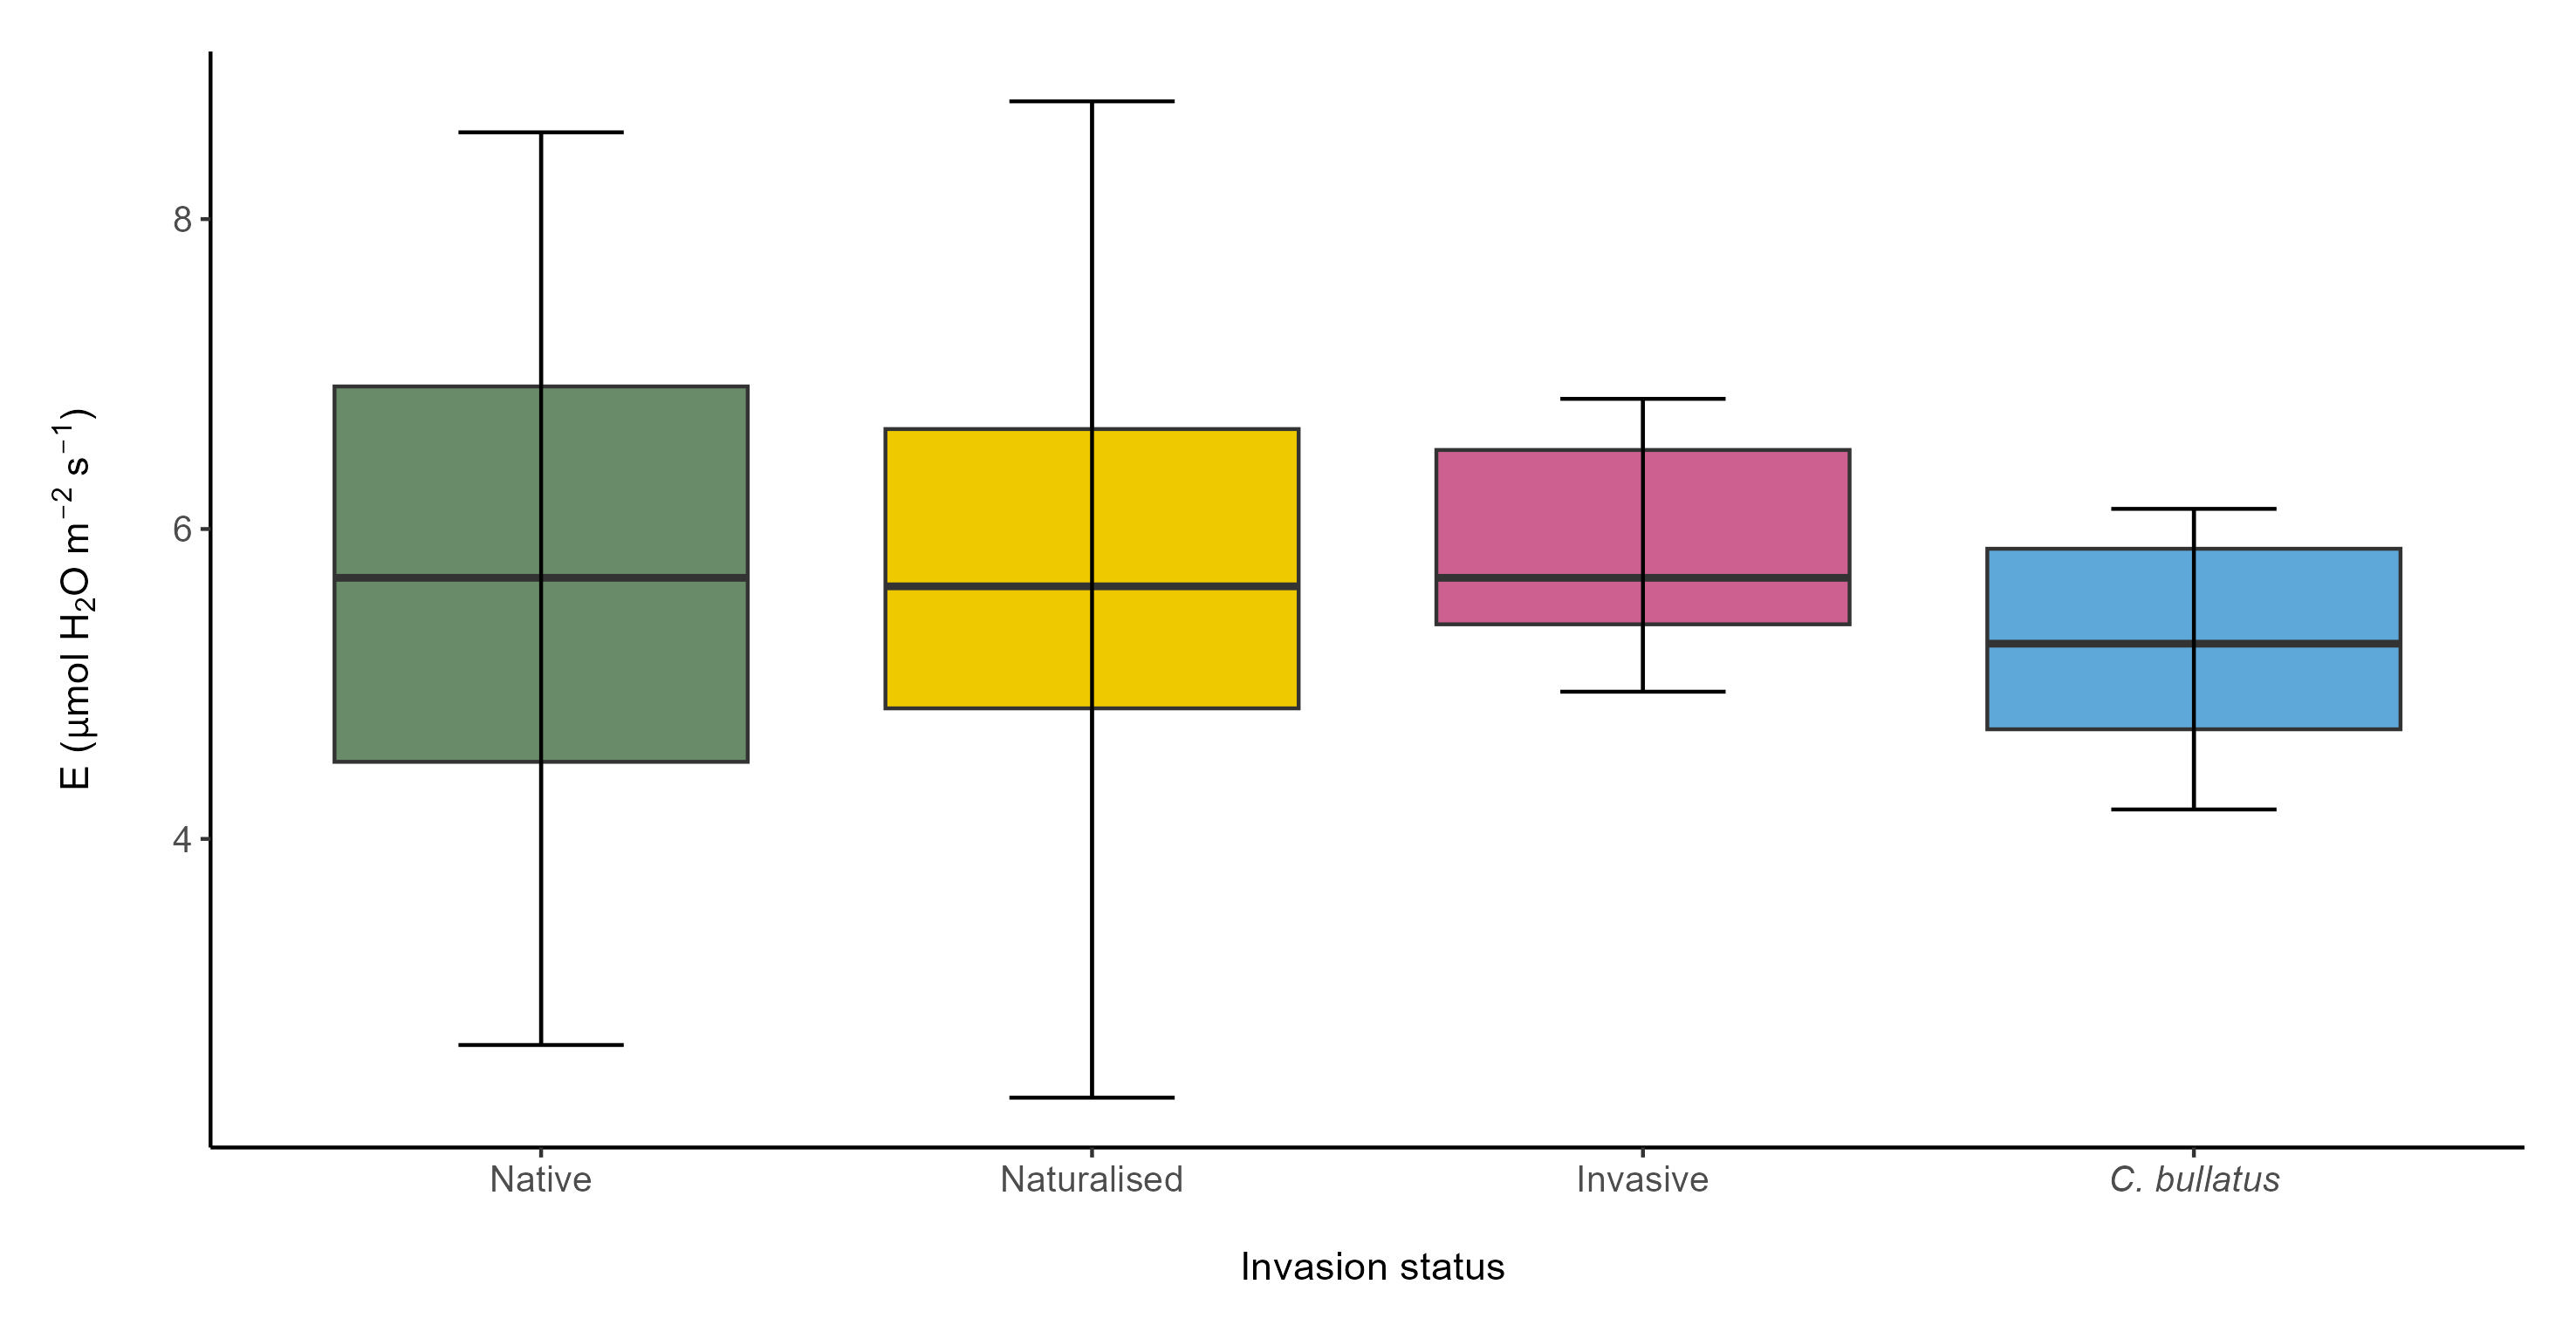 E (µmol H₂O m⁻² s⁻¹)
8
6
4
Native
Naturalised
Invasive
C. bullatus
Invasion status